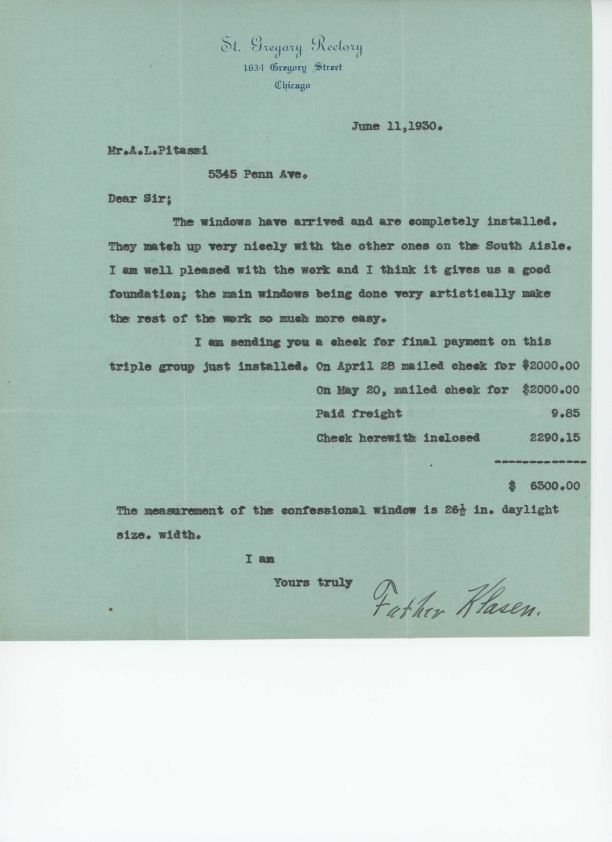 St. Gregory Rectory
1634 Gregory Street
Chicago
June 11,1930.
Mr.A.L.Pitassi
5345 Penn Ave.
Dear Sir;
The windows have arrived and are completely installed.
They match up very nicely with the other ones on the South Aisle.
I am well pleased with the work and I think it gives us a good
foundation; the main windows being done very artistically make
the rest of the work so much more easy.
I am sending you a check for final payment on this
triple group just installed. On April 28 mailed check for $2000.00
On May 20, mailed check for $2000.00
Paid freight 9.85
Check herewith inclosed 2290.15
-------------
$ 6300.00
The measurement of the confessional window is 26½ in. daylight
size. width.
I am
Yours truly
Father Klasen.